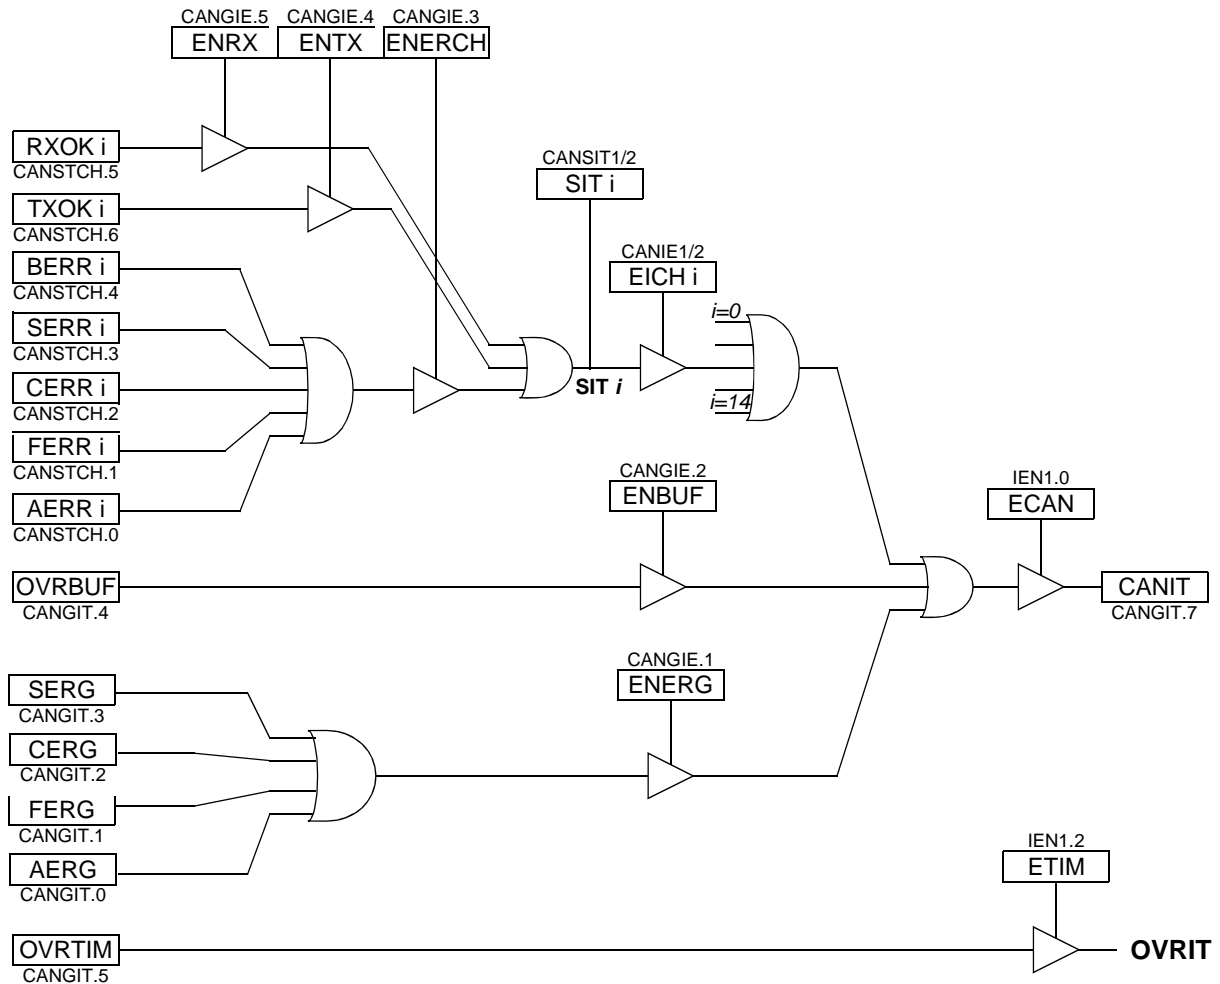 CANGIE.5 CANGIE.4 CANGIE.3
ENRX ENTX ENERCH
RXOK i
CANSTCH.5
TXOK i
CANSTCH.6
BERR i
CANSTCH.4
SERR i
CANSTCH.3
CERR i
CANSTCH.2
FERR i
CANSTCH.1
AERR i
CANSTCH.0
CANSIT1/2
SIT i
SIT i
CANIE1/2
EICH i
i=0
i=14
CANGIE.2
ENBUF
IEN1.0
ECAN
OVRBUF
CANGIT.4
CANIT
CANGIT.7
CANGIE.1
ENERG
SERG
CANGIT.3
CERG
CANGIT.2
FERG
CANGIT.1
AERG
CANGIT.0
IEN1.2
ETIM
OVRTIM
CANGIT.5
OVRIT